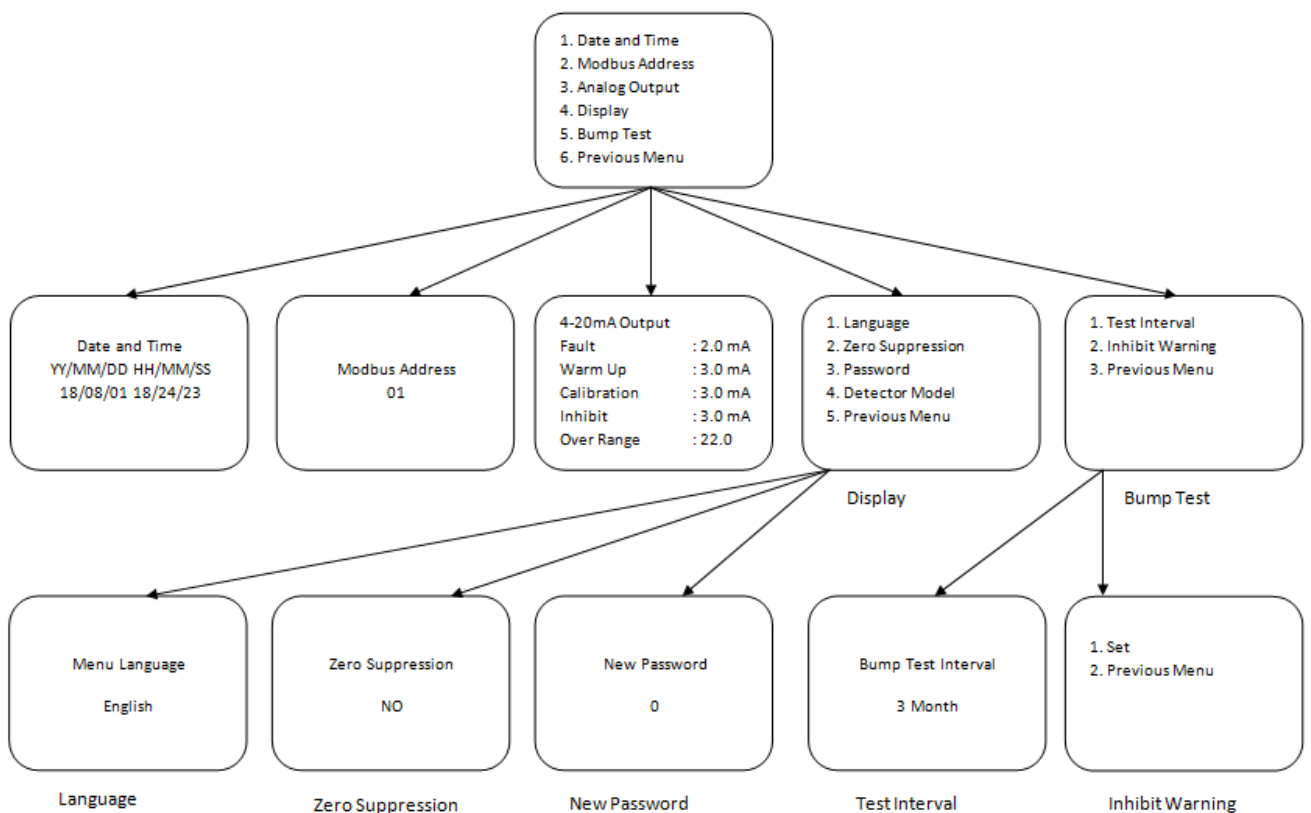 1. Date and Time
2. Modbus Address
3. Analog Output
4. Display
5. Bump Test
6. Previous Menu
Date and Time
YY/MM/DD HH/MM/SS
18/08/01 18/24/23
Modbus Address
01
4-20mA Output
Fault : 2.0 mA
Warm Up : 3.0 mA
Calibration : 3.0 mA
Inhibit : 3.0 mA
Over Range : 22.0
1. Language
2. Zero Suppression
3. Password
4. Detector Model
5. Previous Menu
1. Test Interval
2. Inhibit Warning
3. Previous Menu
Display
Bump Test
Menu Language
English
Zero Suppression
NO
New Password
0
Bump Test Interval
3 Month
1. Set
2. Previous Menu
Language
Zero Suppression
New Password
Test Interval
Inhibit Warning